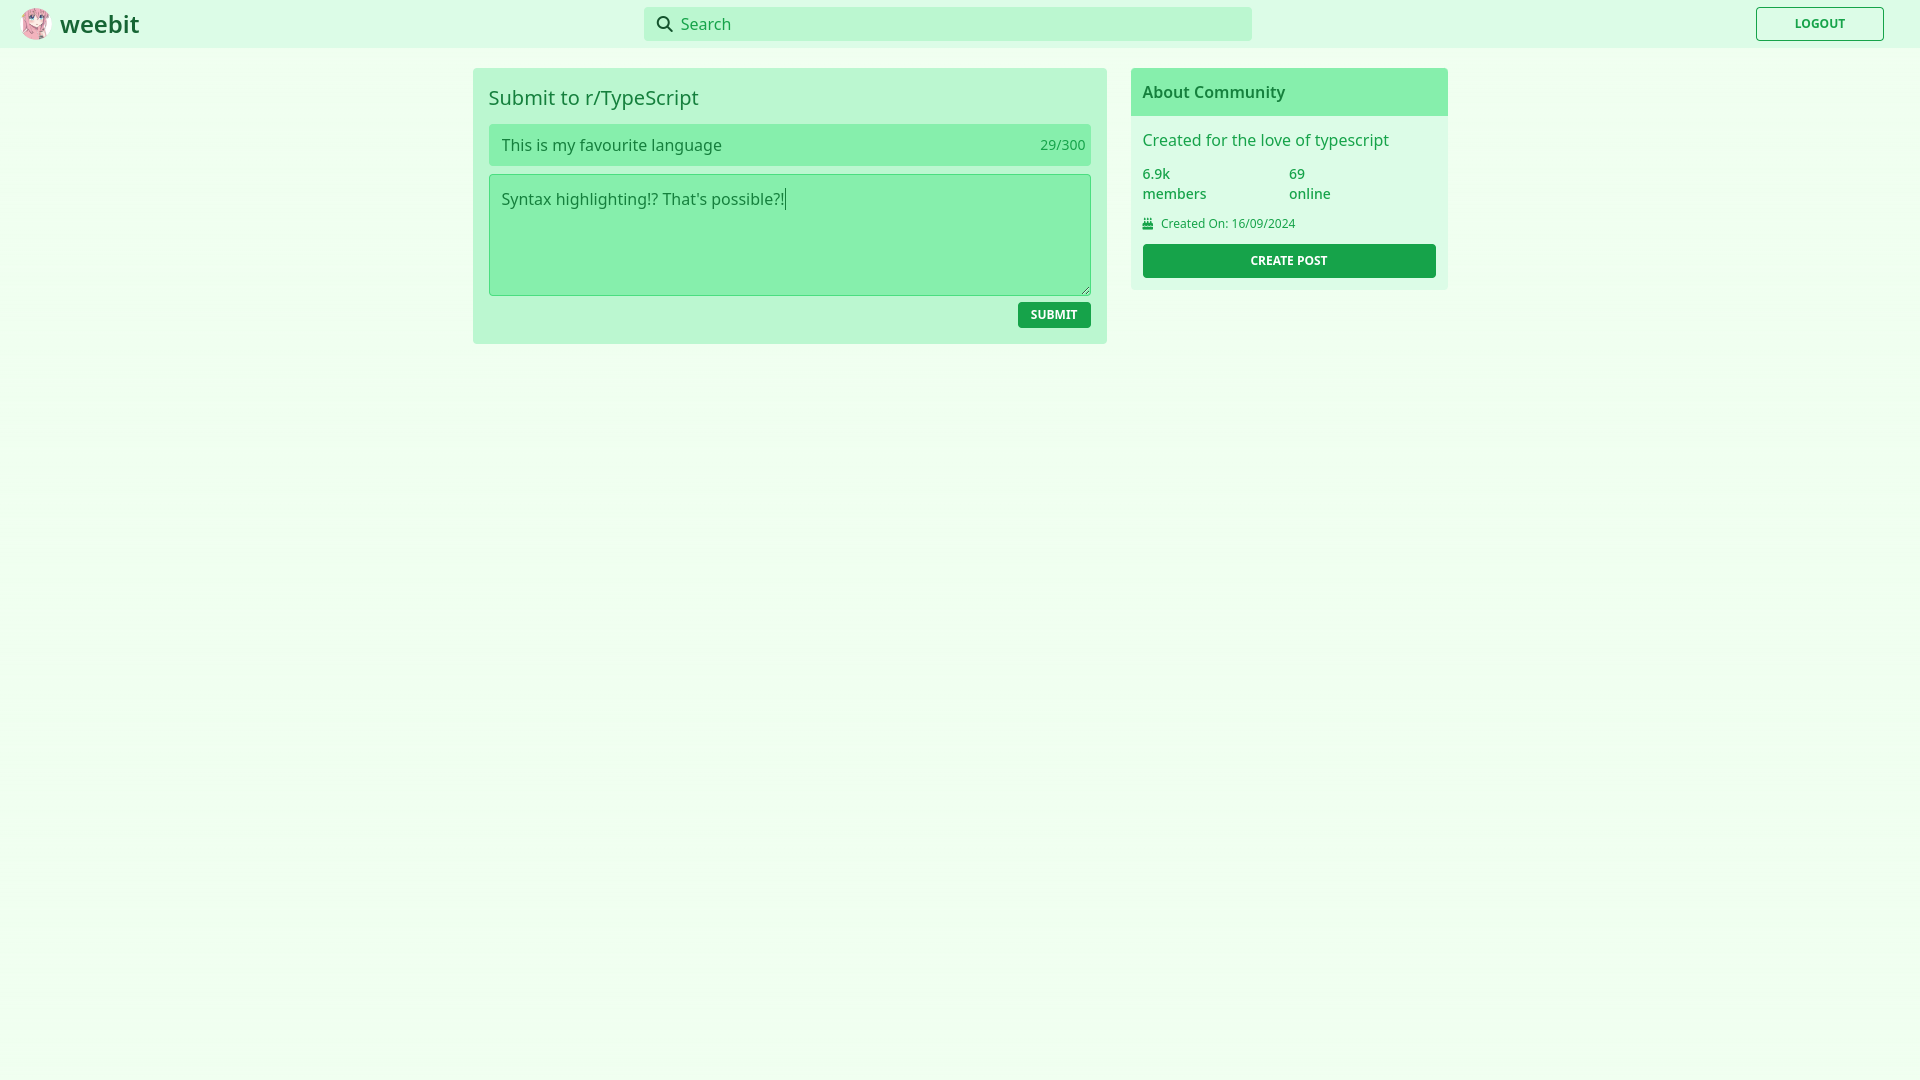 weebit
Search
LOGOUT
Submit to r/TypeScript
This is my favourite language
29/300
Syntax highlighting!? That's possible?!
SUBMIT
About Community
Created for the love of typescript
6.9k
members
69
online
Created On: 16/09/2024
CREATE POST